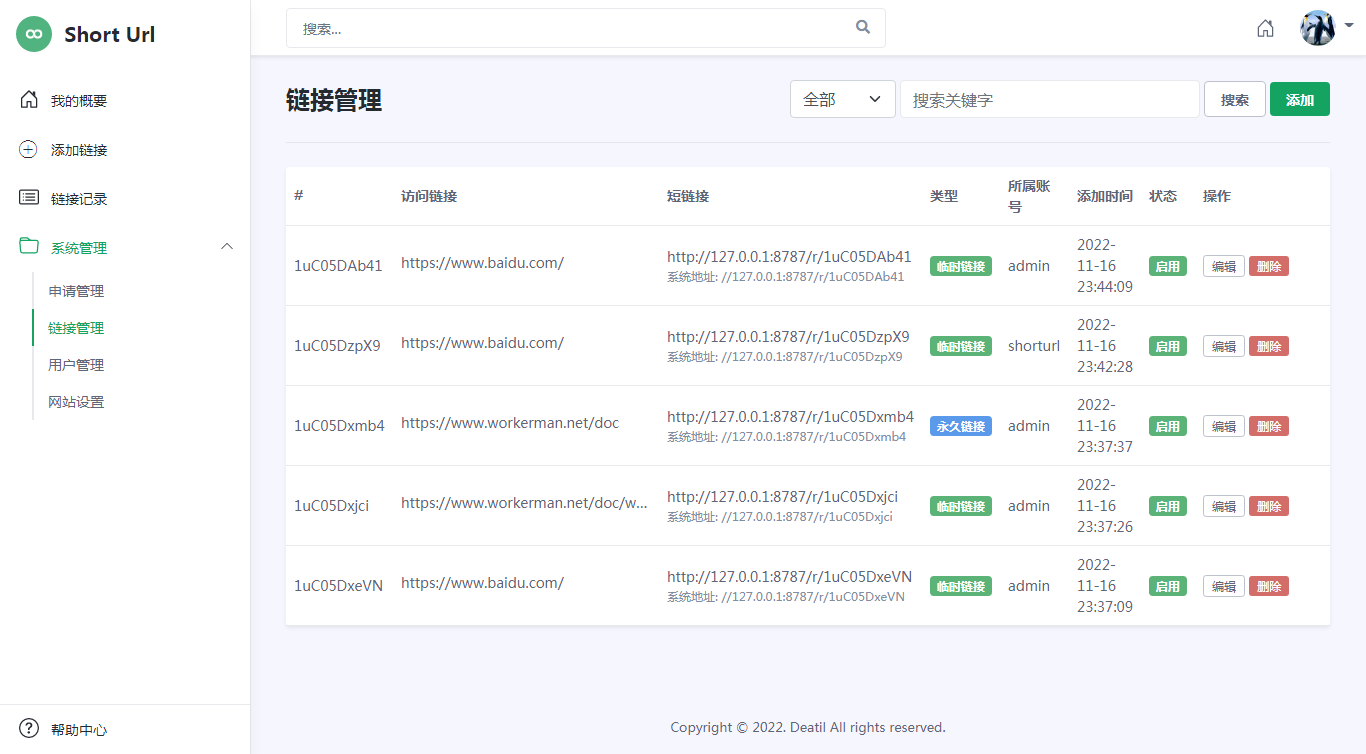 Short Url
搜索...
我的概要
添加链接
链接记录
系统管理
申请管理
链接管理
用户管理
网站设置
帮助中心
链接管理
全部
搜索关键字
搜索
添加
# 访问链接 短链接 类型 所属账号 添加时间 状态 操作
1uC05DAb41 https://www.baidu.com/ http://127.0.0.1:8787/r/1uC05DAb41 临时链接 admin 2022-11-16 23:44:09 启用 编辑 删除
系统地址: //127.0.0.1:8787/r/1uC05DAb41
1uC05DzpX9 https://www.baidu.com/ http://127.0.0.1:8787/r/1uC05DzpX9 临时链接 shorturl 2022-11-16 23:42:28 启用 编辑 删除
系统地址: //127.0.0.1:8787/r/1uC05DzpX9
1uC05Dxmb4 https://www.workerman.net/doc http://127.0.0.1:8787/r/1uC05Dxmb4 永久链接 admin 2022-11-16 23:37:37 启用 编辑 删除
系统地址: //127.0.0.1:8787/r/1uC05Dxmb4
1uC05Dxjci https://www.workerman.net/doc/w... http://127.0.0.1:8787/r/1uC05Dxjci 临时链接 admin 2022-11-16 23:37:26 启用 编辑 删除
系统地址: //127.0.0.1:8787/r/1uC05Dxjci
1uC05DxeVN https://www.baidu.com/ http://127.0.0.1:8787/r/1uC05DxeVN 临时链接 admin 2022-11-16 23:37:09 启用 编辑 删除
系统地址: //127.0.0.1:8787/r/1uC05DxeVN
Copyright © 2022. Deatil All rights reserved.